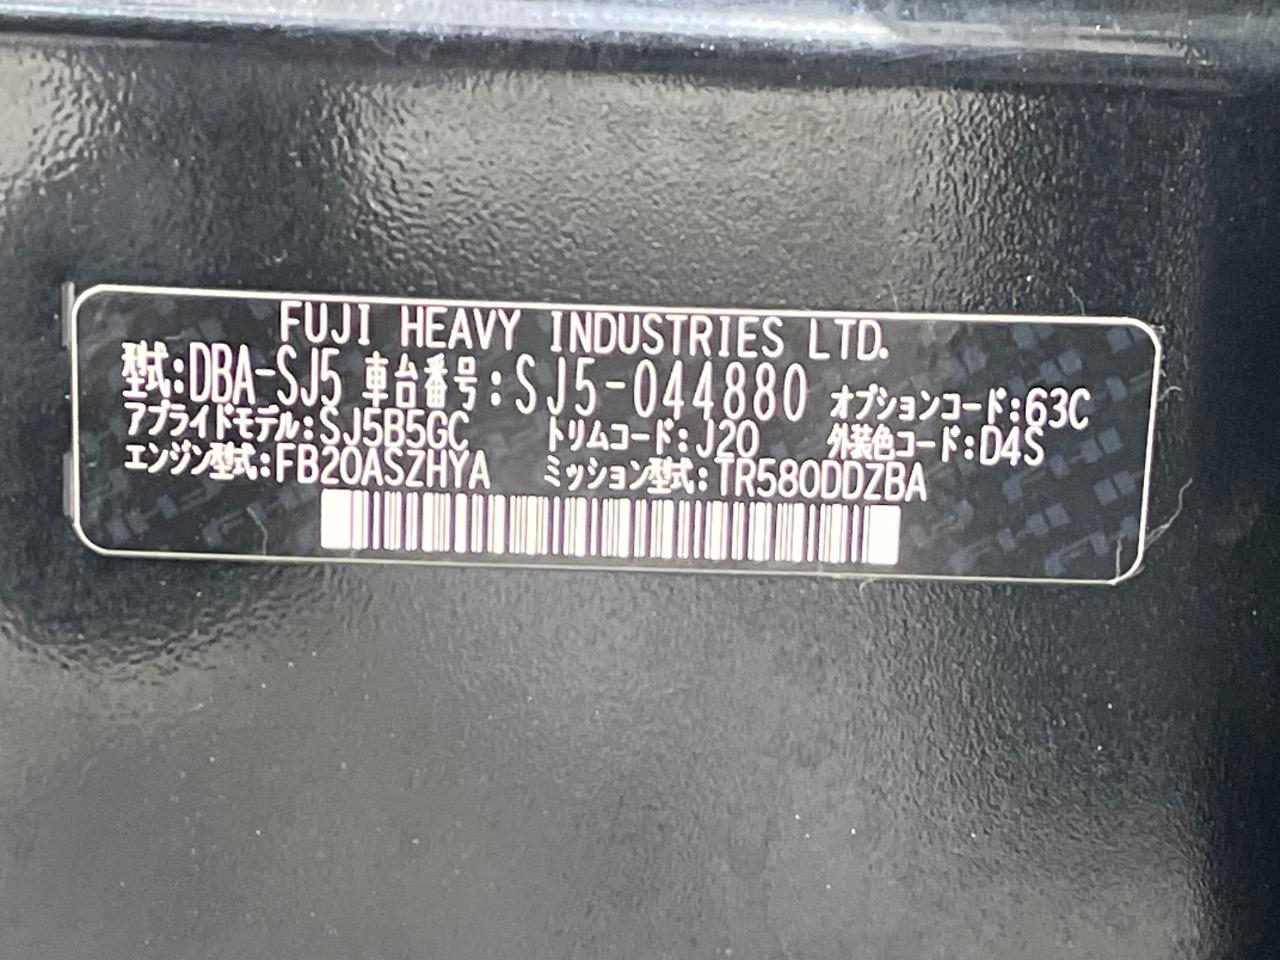 FUJI HEAVY INDUSTRIES LTD.
型式:DBA-SJ5 車台番号:SJ5-044880 オプションコード:63C
アプライドモデル:SJ5B5GC トリムコード:J20 外装色コード:D4S
エンジン型式:FB20ASZHYA ミッション型式:TR580DDZBA